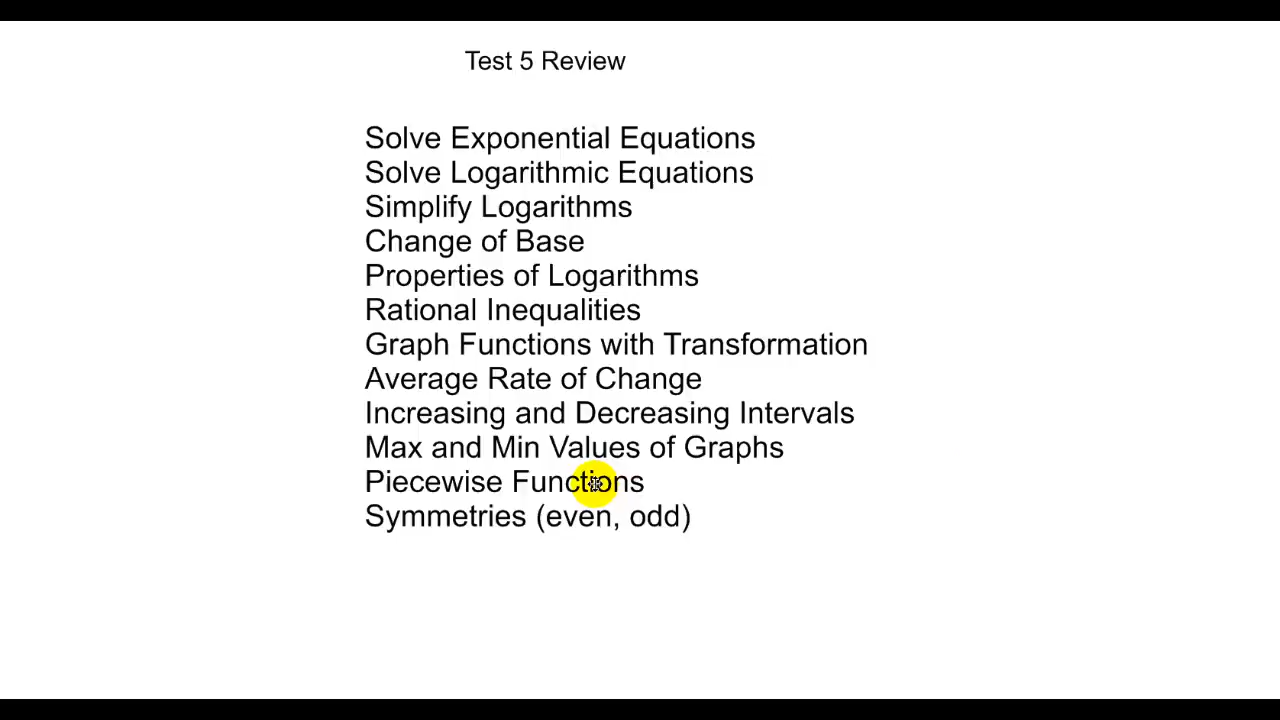 Test 5 Review
Solve Exponential Equations
Solve Logarithmic Equations
Simplify Logarithms
Change of Base
Properties of Logarithms
Rational Inequalities
Graph Functions with Transformation
Average Rate of Change
Increasing and Decreasing Intervals
Max and Min Values of Graphs
Piecewise Functions
Symmetries (even, odd)